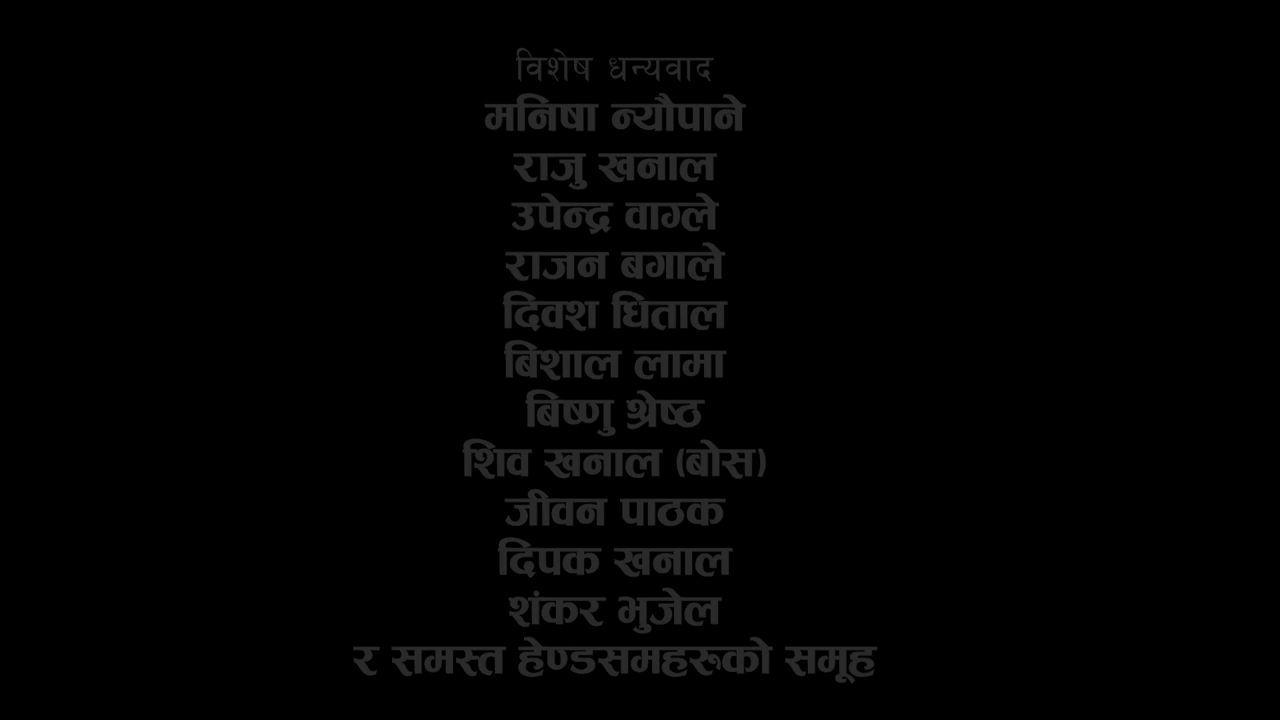 विशेष धन्यवाद
मनिषा न्यौपाने
राजु खनाल
उपेन्द्र वाग्ले
राजन बगाले
दिवश धिताल
बिशाल लामा
बिष्णु श्रेष्ठ
शिव खनाल (बोस)
जीवन पाठक
दिपक खनाल
शंकर भुजेल
र समस्त हेण्डसमहरूको समूह